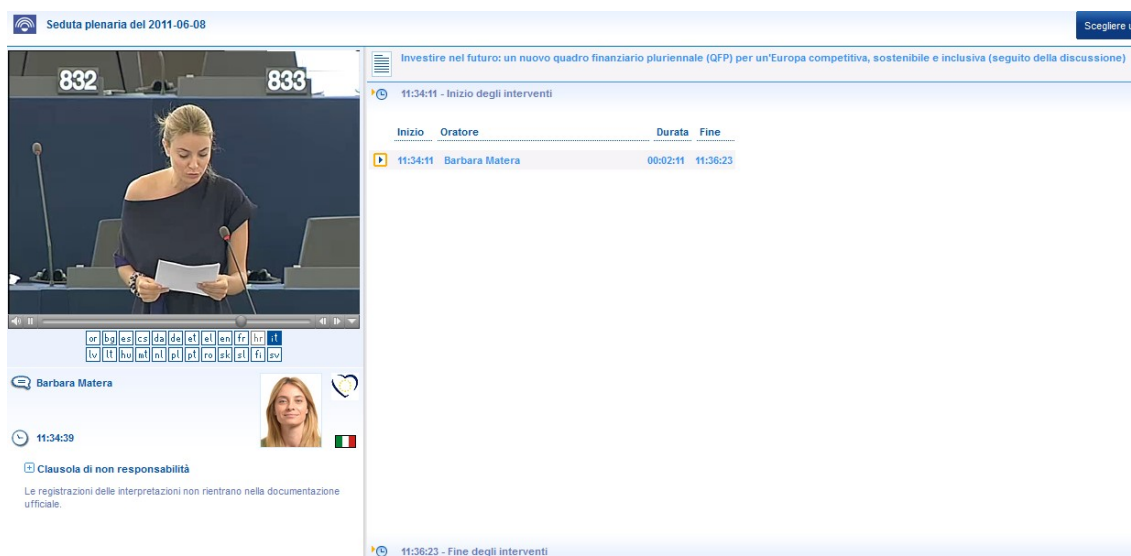 Seduta plenaria del 2011-06-08
Scegliere u
832
833
or bg es cs da de et el en fr hr it
lv lt hu mt nl pl pt ro sk sl fi sv
Barbara Matera
11:34:39
Clausola di non responsabilità
Le registrazioni delle interpretazioni non rientrano nella documentazione
ufficiale.
Investire nel futuro: un nuovo quadro finanziario pluriennale (QFP) per un'Europa competitiva, sostenibile e inclusiva (seguito della discussione)
11:34:11 - Inizio degli interventi
Inizio Oratore Durata Fine
11:34:11 Barbara Matera 00:02:11 11:36:23
11:36:23 - Fine degli interventi